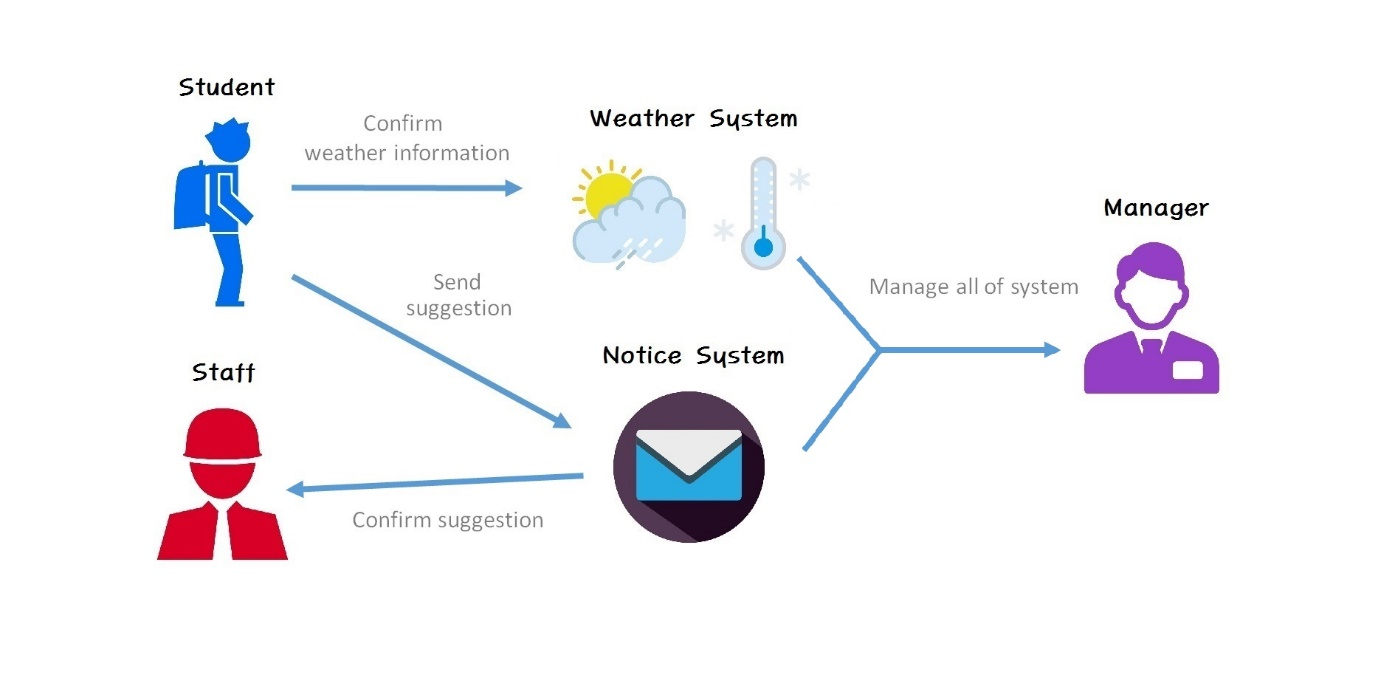 Student
Confirm
weather information
Weather System
Manager
Send
suggestion
Manage all of system
Notice System
Staff
Confirm suggestion